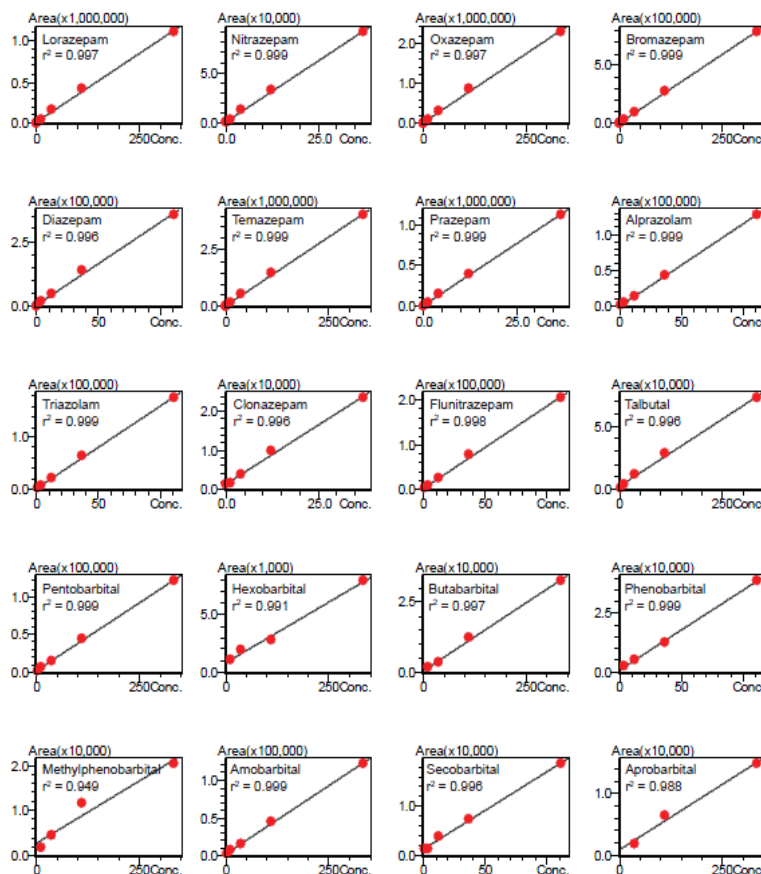 Area(x1,000,000)
Lorazepam
r² = 0.997
1.0
0.5
0.0
0
250Conc.
Area(x10,000)
Nitrazepam
r² = 0.999
5.0
0.0
0.0
25.0 Conc.
Area(x1,000,000)
Oxazepam
r² = 0.997
2.0
1.0
0.0
0
250Conc.
Area(x100,000)
Bromazepam
r² = 0.999
5.0
0.0
0
250Conc.
Area(x100,000)
Diazepam
r² = 0.996
2.5
0.0
0
50
Conc.
Area(x1,000,000)
Temazepam
r² = 0.999
2.5
0.0
0
250Conc.
Area(x1,000,000)
Prazepam
r² = 0.999
1.0
0.5
0.0
0.0
25.0 Conc.
Area(x100,000)
Alprazolam
r² = 0.999
1.0
0.5
0.0
0
50
Conc.
Area(x100,000)
Triazolam
r² = 0.999
1.0
0.0
0
50
Conc.
Area(x10,000)
Clonazepam
r² = 0.996
2.0
1.0
0.0
0.0
25.0 Conc.
Area(x100,000)
Flunitrazepam
r² = 0.998
2.0
1.0
0.0
0
50
Conc.
Area(x10,000)
Talbutal
r² = 0.996
5.0
0.0
0
250Conc.
Area(x100,000)
Pentobarbital
r² = 0.999
1.0
0.5
0.0
0
250Conc.
Area(x1,000)
Hexobarbital
r² = 0.991
5.0
0.0
0
250Conc.
Area(x10,000)
Butabarbital
r² = 0.997
2.5
0.0
0
250Conc.
Area(x10,000)
Phenobarbital
r² = 0.999
2.5
0.0
0
50
Conc.
Area(x10,000)
Methylphenobarbital
r² = 0.949
2.0
1.0
0.0
0
250Conc.
Area(x100,000)
Amobarbital
r² = 0.999
1.0
0.5
0.0
0
250Conc.
Area(x10,000)
Secobarbital
r² = 0.996
1.0
0.0
0
250Conc.
Area(x10,000)
Aprobarbital
r² = 0.988
1.0
0.0
0
250Conc.